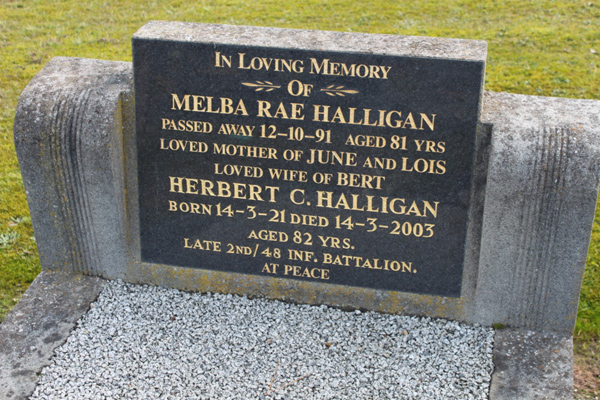 In Loving Memory
Of
MELBA RAE HALLIGAN
PASSED AWAY 12-10-91 AGED 81 YRS
LOVED MOTHER OF JUNE AND LOIS
LOVED WIFE OF BERT
HERBERT C. HALLIGAN
BORN 14-3-21 DIED 14-3-2003
AGED 82 YRS.
LATE 2ND/48 INF. BATTALION.
AT PEACE